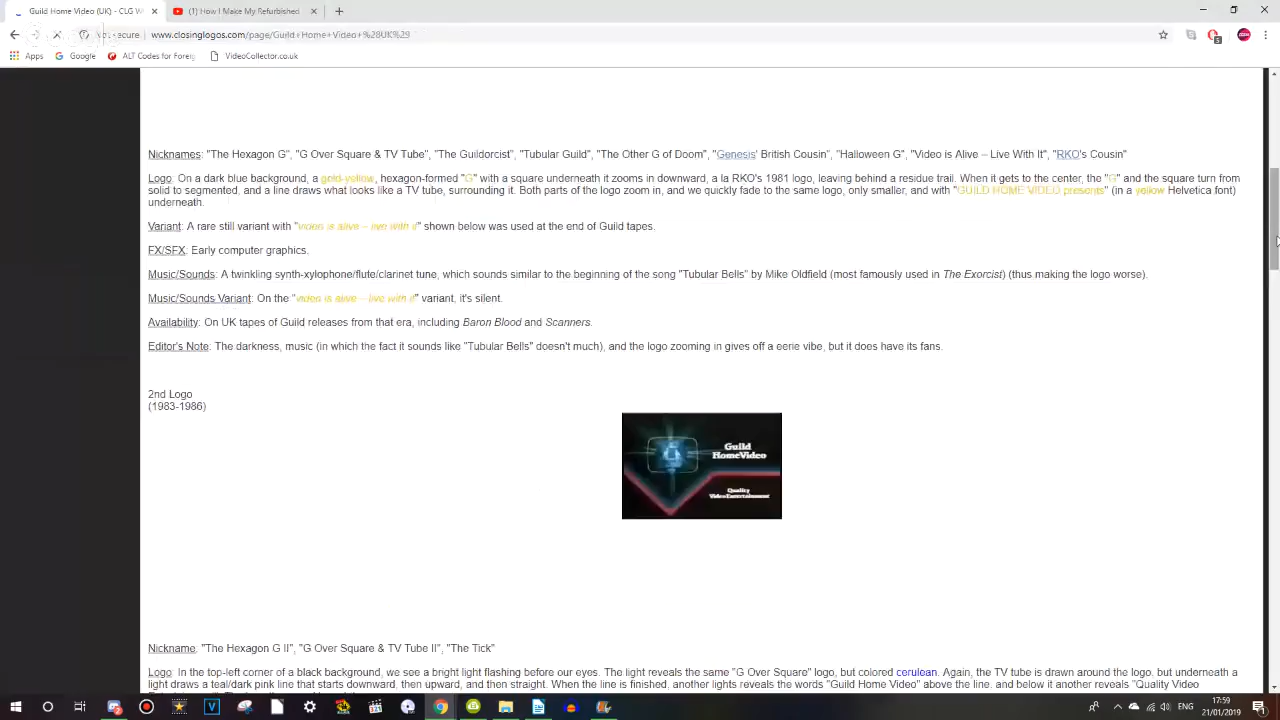 Guild Home Video (UK) - CLG W
(1) How I Make My Refurbished
www.closinglogos.com/page/Guild+Home+Video+%28UK%29
Apps
Google
ALT Codes for Foreig
VideoCollector.co.uk
Nicknames: "The Hexagon G", "G Over Square & TV Tube", "The Guildorcist", "Tubular Guild", "The Other G of Doom", "Genesis' British Cousin", "Halloween G", "Video is Alive – Live With It", "RKO's Cousin"
Logo: On a dark blue background, a gold-yellow, hexagon-formed "G" with a square underneath it zooms in downward, a la RKO's 1981 logo, leaving behind a residue trail. When it gets to the center, the "G" and the square turn from
solid to segmented, and a line draws what looks like a TV tube, surrounding it. Both parts of the logo zoom in, and we quickly fade to the same logo, only smaller, and with "GUILD HOME VIDEO presents" (in a yellow Helvetica font)
underneath.
Variant: A rare still variant with "video is alive – live with it" shown below was used at the end of Guild tapes.
FX/SFX: Early computer graphics.
Music/Sounds: A twinkling synth-xylophone/flute/clarinet tune, which sounds similar to the beginning of the song "Tubular Bells" by Mike Oldfield (most famously used in The Exorcist) (thus making the logo worse).
Music/Sounds Variant: On the "video is alive – live with it" variant, it's silent.
Availability: On UK tapes of Guild releases from that era, including Baron Blood and Scanners.
Editor's Note: The darkness, music (in which the fact it sounds like "Tubular Bells" doesn't much), and the logo zooming in gives off a eerie vibe, but it does have its fans.
2nd Logo
(1983-1986)
Guild
HomeVideo
Quality
VideoEntertainment
Nickname: "The Hexagon G II", "G Over Square & TV Tube II", "The Tick"
Logo: In the top-left corner of a black background, we see a bright light flashing before our eyes. The light reveals the same "G Over Square" logo, but colored cerulean. Again, the TV tube is drawn around the logo, but underneath a
light draws a teal/dark pink line that starts downward, then upward, and then straight. When the line is finished, another lights reveals the words "Guild Home Video" above the line, and below it another reveals "Quality Video
ENG
17:59
21/01/2019